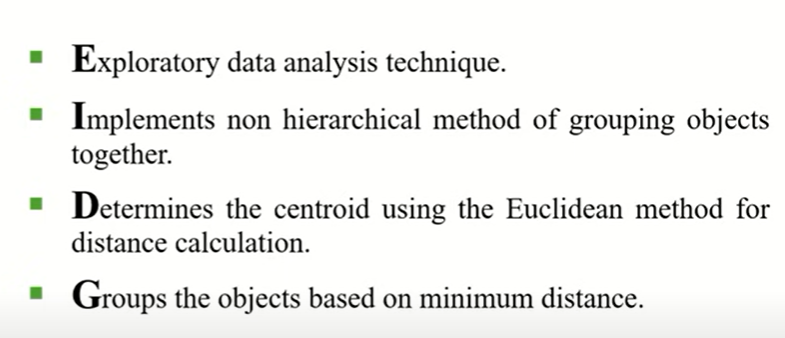 Exploratory data analysis technique.
Implements non hierarchical method of grouping objects
together.
Determines the centroid using the Euclidean method for
distance calculation.
Groups the objects based on minimum distance.